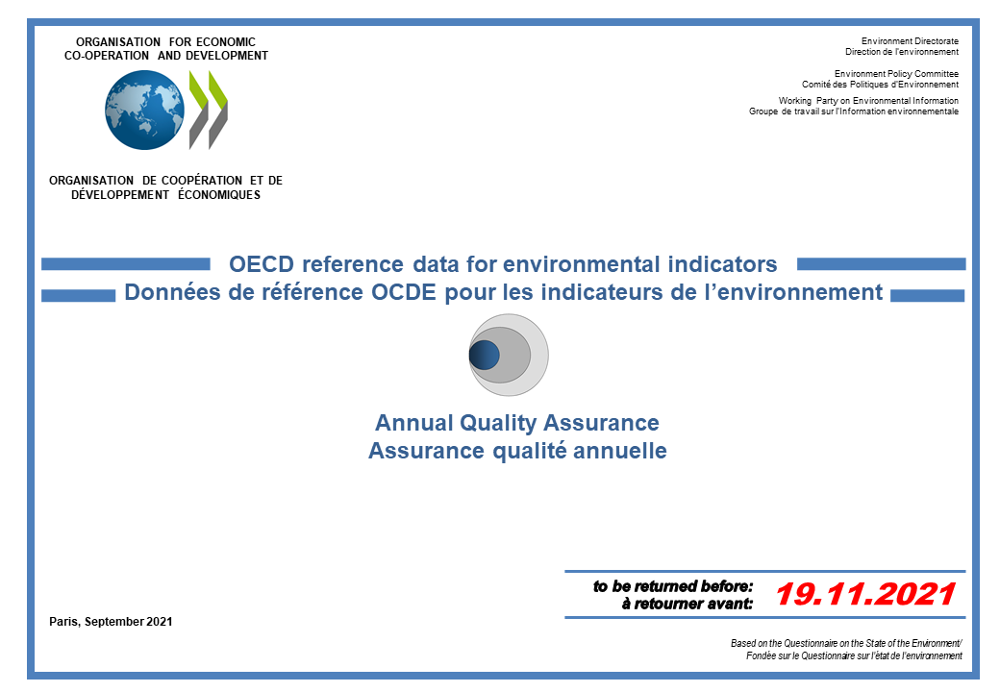 ORGANISATION FOR ECONOMIC
CO-OPERATION AND DEVELOPMENT
ORGANISATION DE COOPÉRATION ET DE
DÉVELOPPEMENT ÉCONOMIQUES
Environment Directorate
Direction de l'environnement
Environment Policy Committee
Comité des Politiques d'Environnement
Working Party on Environmental Information
Groupe de travail sur l'Information environnementale
OECD reference data for environmental indicators
Données de référence OCDE pour les indicateurs de l’environnement
Annual Quality Assurance
Assurance qualité annuelle
to be returned before:
à retourner avant:
19.11.2021
Paris, September 2021
Based on the Questionnaire on the State of the Environment/
Fondée sur le Questionnaire sur l'état de l'environnement